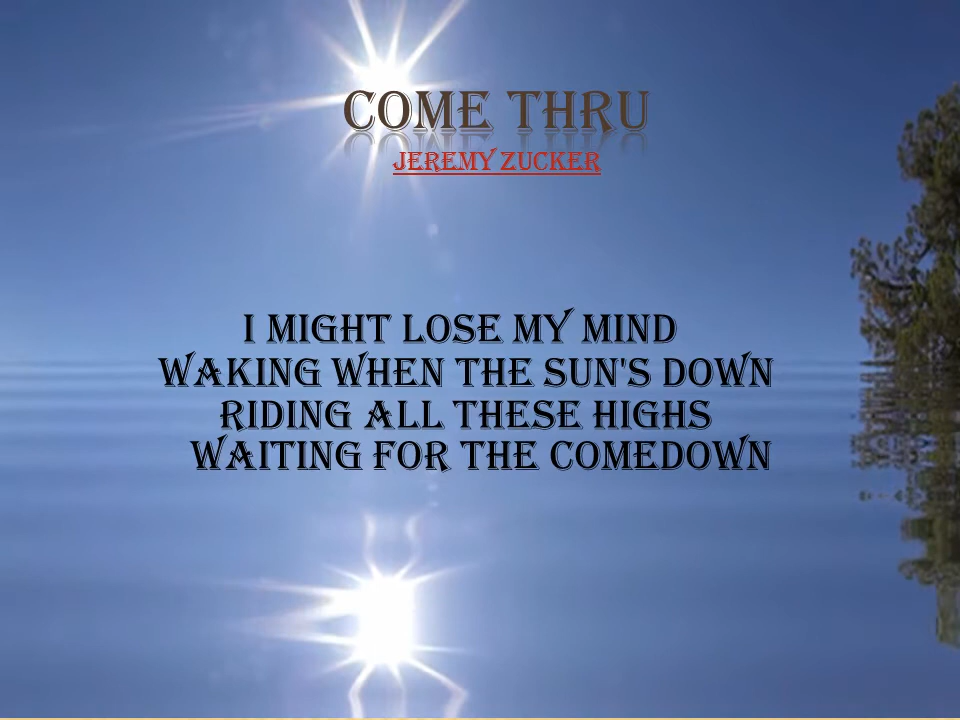 COME THRU
JEREMY ZUCKER
I MIGHT LOSE MY MIND
WAKING WHEN THE SUN'S DOWN
RIDING ALL THESE HIGHS
WAITING FOR THE COMEDOWN